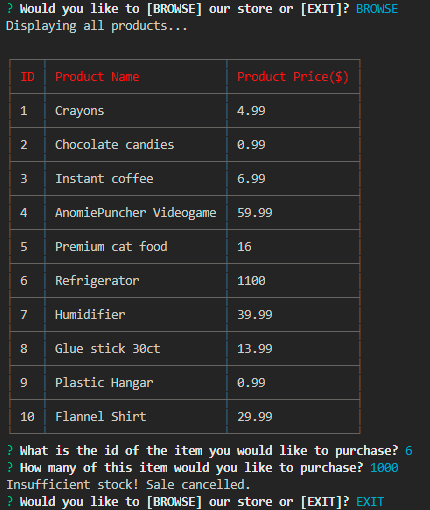 ? Would you like to [BROWSE] our store or [EXIT]? BROWSE
Displaying all products...
ID Product Name Product Price($)
1 Crayons 4.99
2 Chocolate candies 0.99
3 Instant coffee 6.99
4 AnomiePuncher Videogame 59.99
5 Premium cat food 16
6 Refrigerator 1100
7 Humidifier 39.99
8 Glue stick 30ct 13.99
9 Plastic Hangar 0.99
10 Flannel Shirt 29.99
? What is the id of the item you would like to purchase? 6
? How many of this item would you like to purchase? 1000
Insufficient stock! Sale cancelled.
? Would you like to [BROWSE] our store or [EXIT]? EXIT